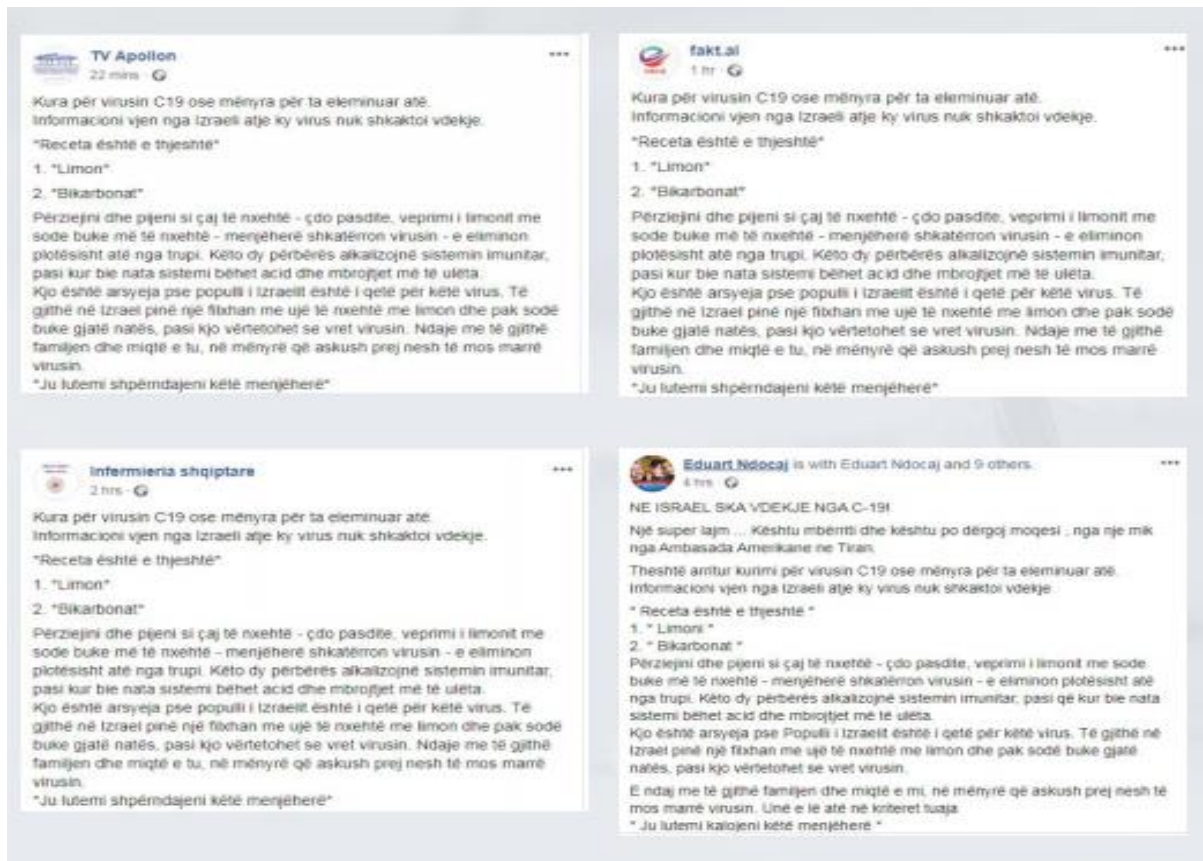 TV Apollon
22 mins
Kura për virusin C19 ose mënyra për ta eleminuar atë.
Informacioni vjen nga Izraeli atje ky virus nuk shkaktoi vdekje.
*Receta është e thjeshtë*
1. *Limon*
2. *Bikarbonat*
Përziejini dhe pijeni si çaj të nxehtë - çdo pasdite, veprimi i limonit me
sode buke më të nxehtë - menjëherë shkatërron virusin - e eliminon
plotësisht atë nga trupi. Këto dy përbërës alkalizojnë sistemin imunitar,
pasi kur bie nata sistemi bëhet acid dhe mbrojtjet më të ulëta.
Kjo është arsyeja pse populli i Izraelit është i qetë për këtë virus. Të
gjithë në Izrael pinë një filxhan me ujë të nxehtë me limon dhe pak sodë
buke gjatë natës, pasi kjo vërtetohet se vret virusin. Ndaje me të gjithë
familjen dhe miqtë e tu, në mënyrë që askush prej nesh të mos marrë
virusin.
*Ju lutemi shpërndajeni këtë menjëherë*
fakt.al
1 hr
Kura për virusin C19 ose mënyra për ta eleminuar atë.
Informacioni vjen nga Izraeli atje ky virus nuk shkaktoi vdekje.
*Receta është e thjeshtë*
1. *Limon*
2. *Bikarbonat*
Përziejini dhe pijeni si çaj të nxehtë - çdo pasdite, veprimi i limonit me
sode buke më të nxehtë - menjëherë shkatërron virusin - e eliminon
plotësisht atë nga trupi. Këto dy përbërës alkalizojnë sistemin imunitar,
pasi kur bie nata sistemi bëhet acid dhe mbrojtjet më të ulëta.
Kjo është arsyeja pse populli i Izraelit është i qetë për këtë virus. Të
gjithë në Izrael pinë një filxhan me ujë të nxehtë me limon dhe pak sodë
buke gjatë natës, pasi kjo vërtetohet se vret virusin. Ndaje me të gjithë
familjen dhe miqtë e tu, në mënyrë që askush prej nesh të mos marrë
virusin.
*Ju lutemi shpërndajeni këtë menjëherë*
Infermieria shqiptare
2 hrs
Kura për virusin C19 ose mënyra për ta eleminuar atë.
Informacioni vjen nga Izraeli atje ky virus nuk shkaktoi vdekje.
*Receta është e thjeshtë*
1. *Limon*
2. *Bikarbonat*
Përziejini dhe pijeni si çaj të nxehtë - çdo pasdite, veprimi i limonit me
sode buke më të nxehtë - menjëherë shkatërron virusin - e eliminon
plotësisht atë nga trupi. Këto dy përbërës alkalizojnë sistemin imunitar,
pasi kur bie nata sistemi bëhet acid dhe mbrojtjet më të ulëta.
Kjo është arsyeja pse populli i Izraelit është i qetë për këtë virus. Të
gjithë në Izrael pinë një filxhan me ujë të nxehtë me limon dhe pak sodë
buke gjatë natës, pasi kjo vërtetohet se vret virusin. Ndaje me të gjithë
familjen dhe miqtë e tu, në mënyrë që askush prej nesh të mos marrë
virusin.
*Ju lutemi shpërndajeni këtë menjëherë*
Eduart Ndocaj is with Eduart Ndocaj and 9 others.
4 hrs
NE ISRAEL SKA VDEKJE NGA C-19!
Një super lajm ... Kështu mbërriti dhe kështu po dërgoj moqesi , nga nje mik
nga Ambasada Amerikane ne Tiran.
Theshtë arritur kurimi për virusin C19 ose mënyra për ta eleminuar atë.
Informacioni vjen nga Izraeli atje ky virus nuk shkaktoi vdekje
* Receta është e thjeshtë *
1. * Limoni *
2. * Bikarbonat *
Përziejini dhe pijeni si çaj të nxehtë - çdo pasdite, veprimi i limonit me sode
buke më të nxehtë - menjëherë shkatërron virusin - e eliminon plotësisht atë
nga trupi. Këto dy përbërës alkalizojnë sistemin imunitar, pasi që kur bie nata
sistemi bëhet acid dhe mbrojtjet më të ulëta.
Kjo është arsyeja pse Populli i Izraelit është i qetë për këtë virus. Të gjithë në
Izrael pinë një filxhan me ujë të nxehtë me limon dhe pak sodë buke gjatë
natës, pasi kjo vërtetohet se vret virusin.
E ndaj me të gjithë familjen dhe miqtë e mi, në mënyrë që askush prej nesh të
mos marrë virusin. Unë e lë atë në kriteret tuaja
* Ju lutemi kalojeni këtë menjëherë *